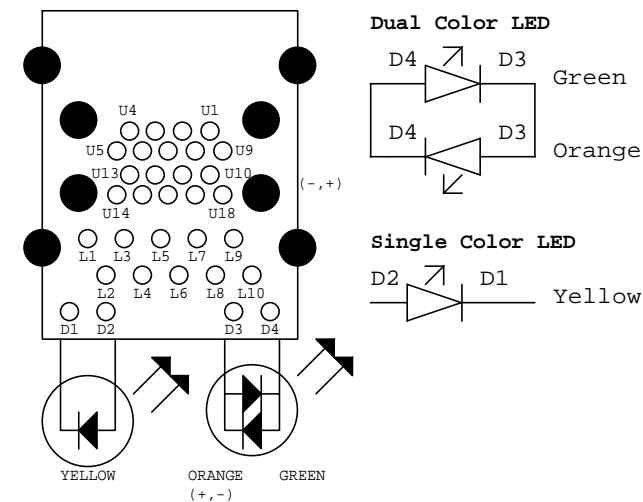 Dual Color LED
D4 D3
Green
D4 D3
Orange
Single Color LED
D2 D1
Yellow
U4 U1
U5 U9
U13 U10
(-,+)
U14 U18
L1 L3 L5 L7 L9
L2 L4 L6 L8 L10
D1 D2 D3 D4
YELLOW ORANGE GREEN
(+,-)